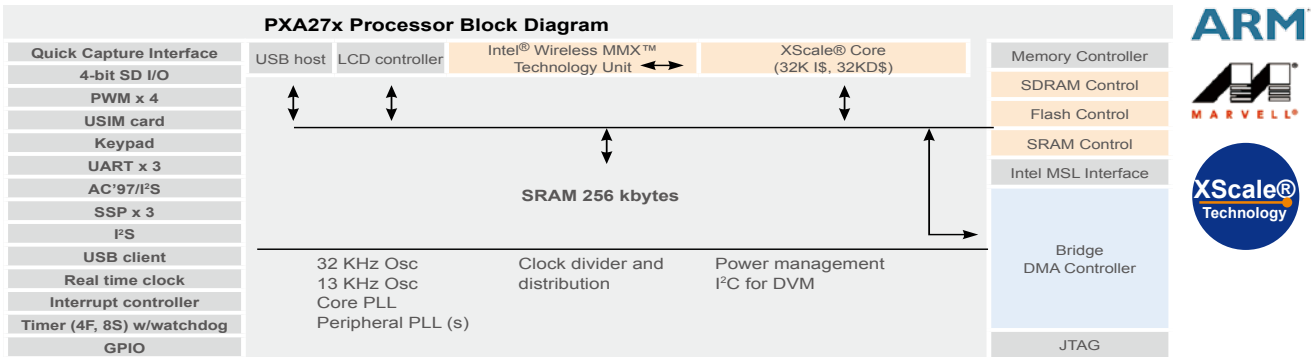 PXA27x Processor Block Diagram
Quick Capture Interface
4-bit SD I/O
PWM x 4
USIM card
Keypad
UART x 3
AC'97/I²S
SSP x 3
I²S
USB client
Real time clock
Interrupt controller
Timer (4F, 8S) w/watchdog
GPIO
USB host
LCD controller
Intel® Wireless MMX™
Technology Unit
XScale® Core
(32K I$, 32KD$)
SRAM 256 kbytes
32 KHz Osc
13 KHz Osc
Core PLL
Peripheral PLL (s)
Clock divider and
distribution
Power management
I²C for DVM
Memory Controller
SDRAM Control
Flash Control
SRAM Control
Intel MSL Interface
Bridge
DMA Controller
JTAG
ARM
MARVELL®
XScale®
Technology